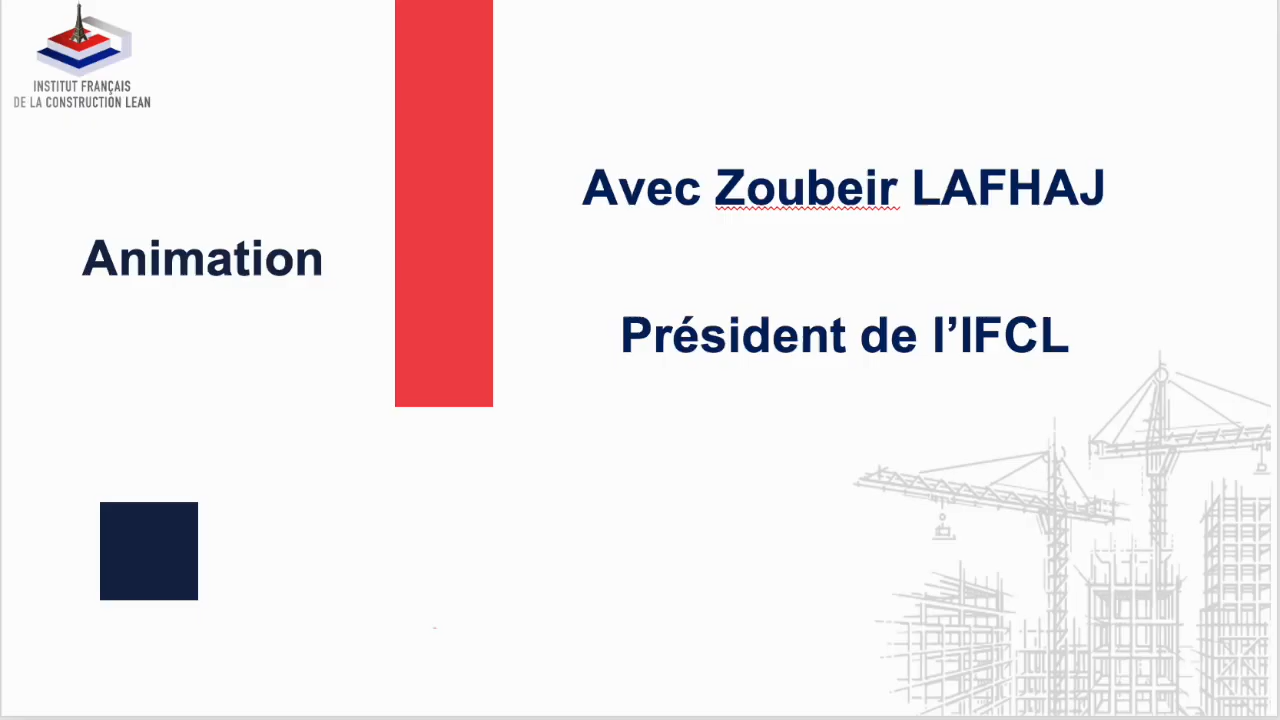 INSTITUT FRANÇAIS
DE LA CONSTRUCTION LEAN
Animation
Avec Zoubeir LAFHAJ
Président de l’IFCL